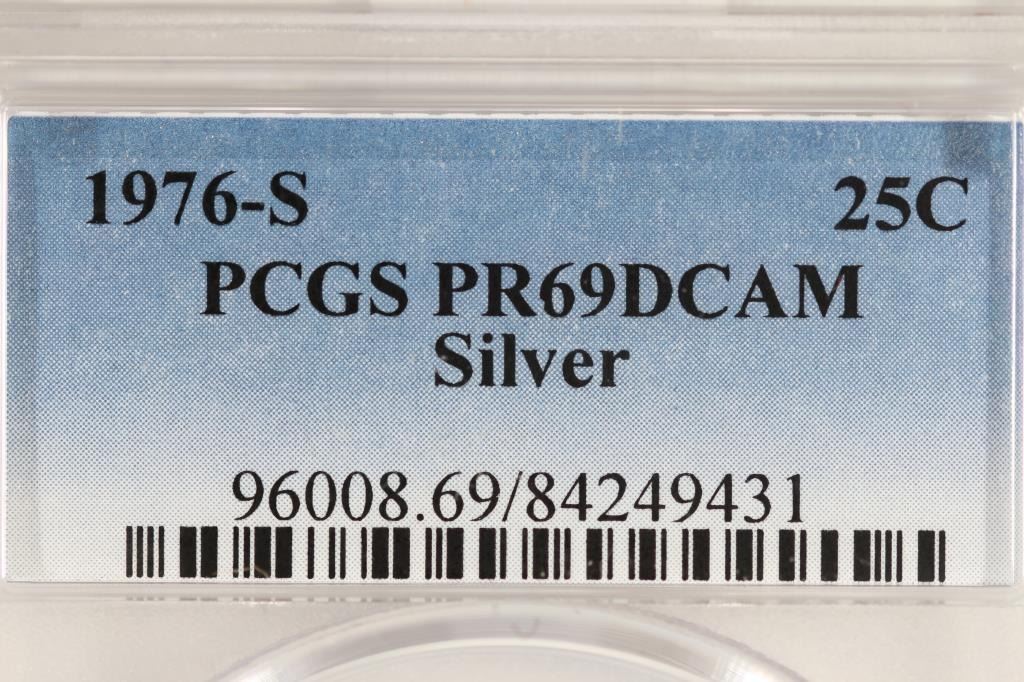 1976-S 25C
PCGS PR69DCAM
Silver
96008.69/84249431